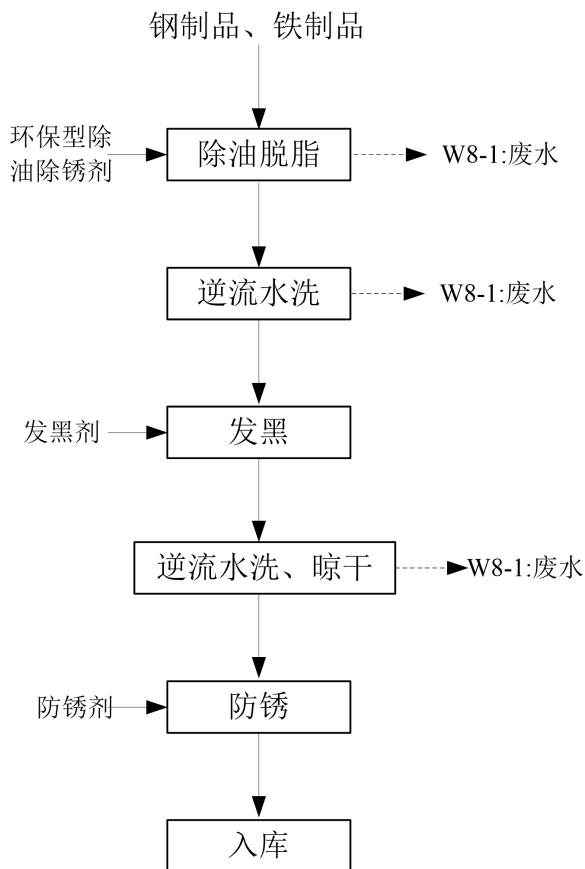 钢制品、铁制品
环保型除
油除锈剂
除油脱脂
W8-1:废水
逆流水洗
W8-1:废水
发黑剂
发黑
逆流水洗、晾干
W8-1:废水
防锈剂
防锈
入库